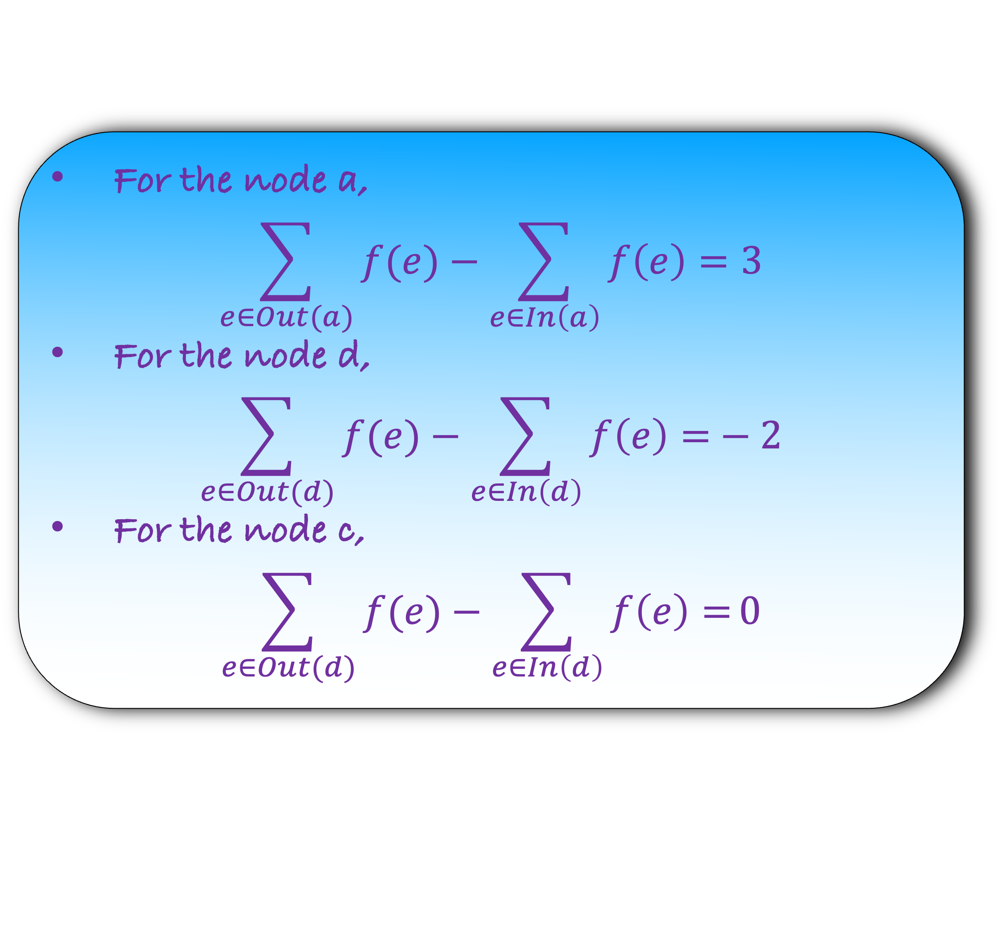 • For the node a,
∑ f(e) − ∑ f(e) = 3
e∈Out(a) e∈In(a)
• For the node d,
∑ f(e) − ∑ f(e) = − 2
e∈Out(d) e∈In(d)
• For the node c,
∑ f(e) − ∑ f(e) = 0
e∈Out(d) e∈In(d)